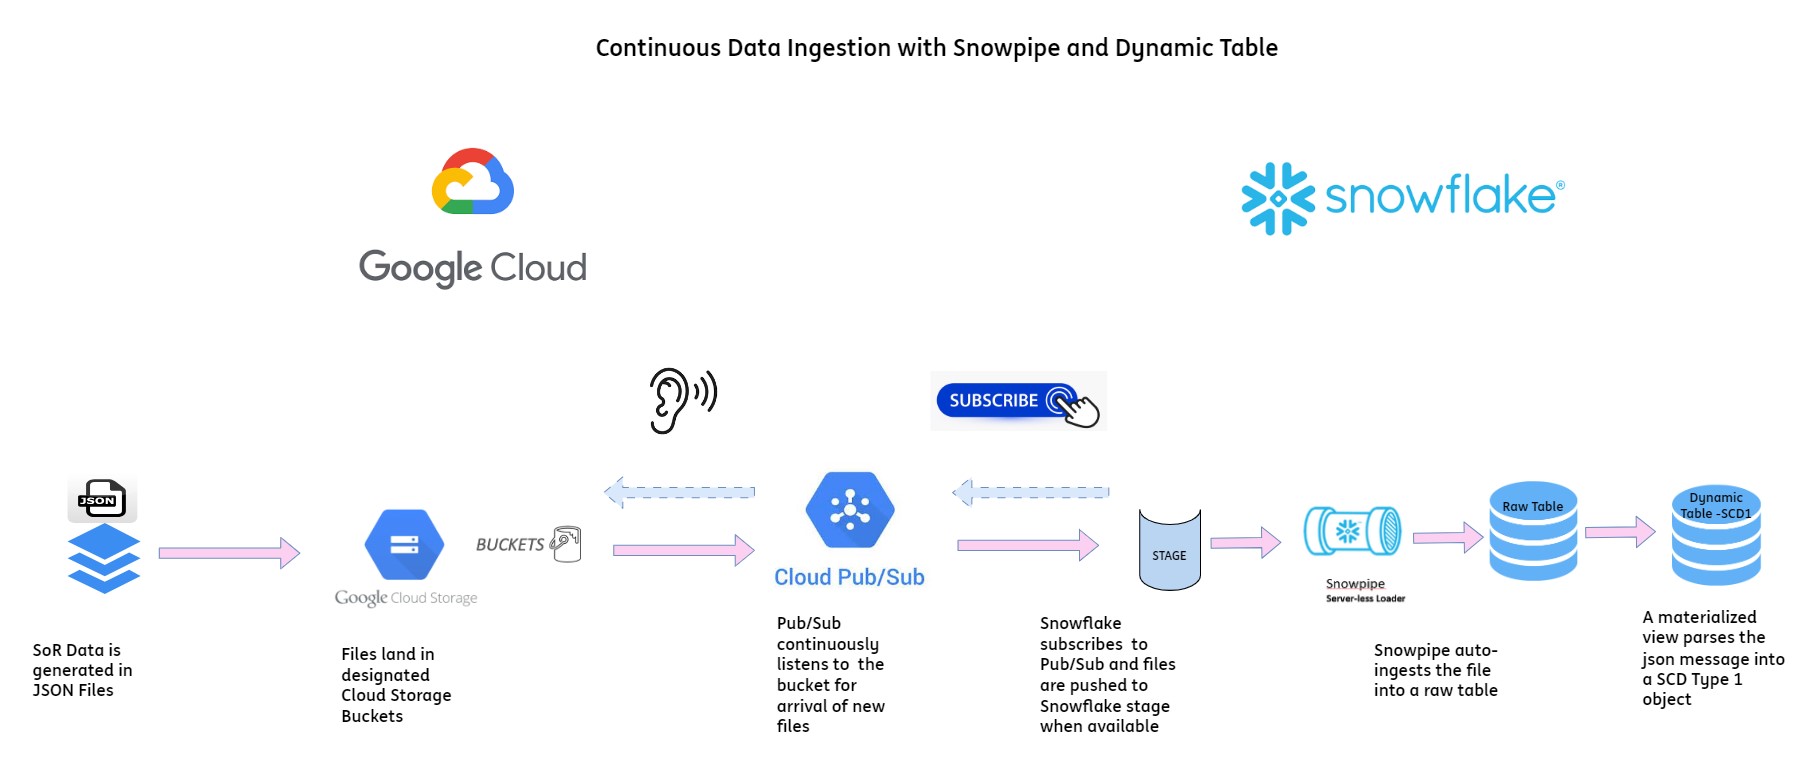 Continuous Data Ingestion with Snowpipe and Dynamic Table
Google Cloud
snowflake®
SUBSCRIBE
JSON
BUCKETS
Google Cloud Storage
Cloud Pub/Sub
STAGE
Snowpipe
Server-less Loader
Raw Table
Dynamic
Table -SCD1
SoR Data is
generated in
JSON Files
Files land in
designated
Cloud Storage
Buckets
Pub/Sub
continuously
listens to the
bucket for
arrival of new
files
Snowflake
subscribes to
Pub/Sub and files
are pushed to
Snowflake stage
when available
Snowpipe auto-
ingests the file
into a raw table
A materialized
view parses the
json message into
a SCD Type 1
object